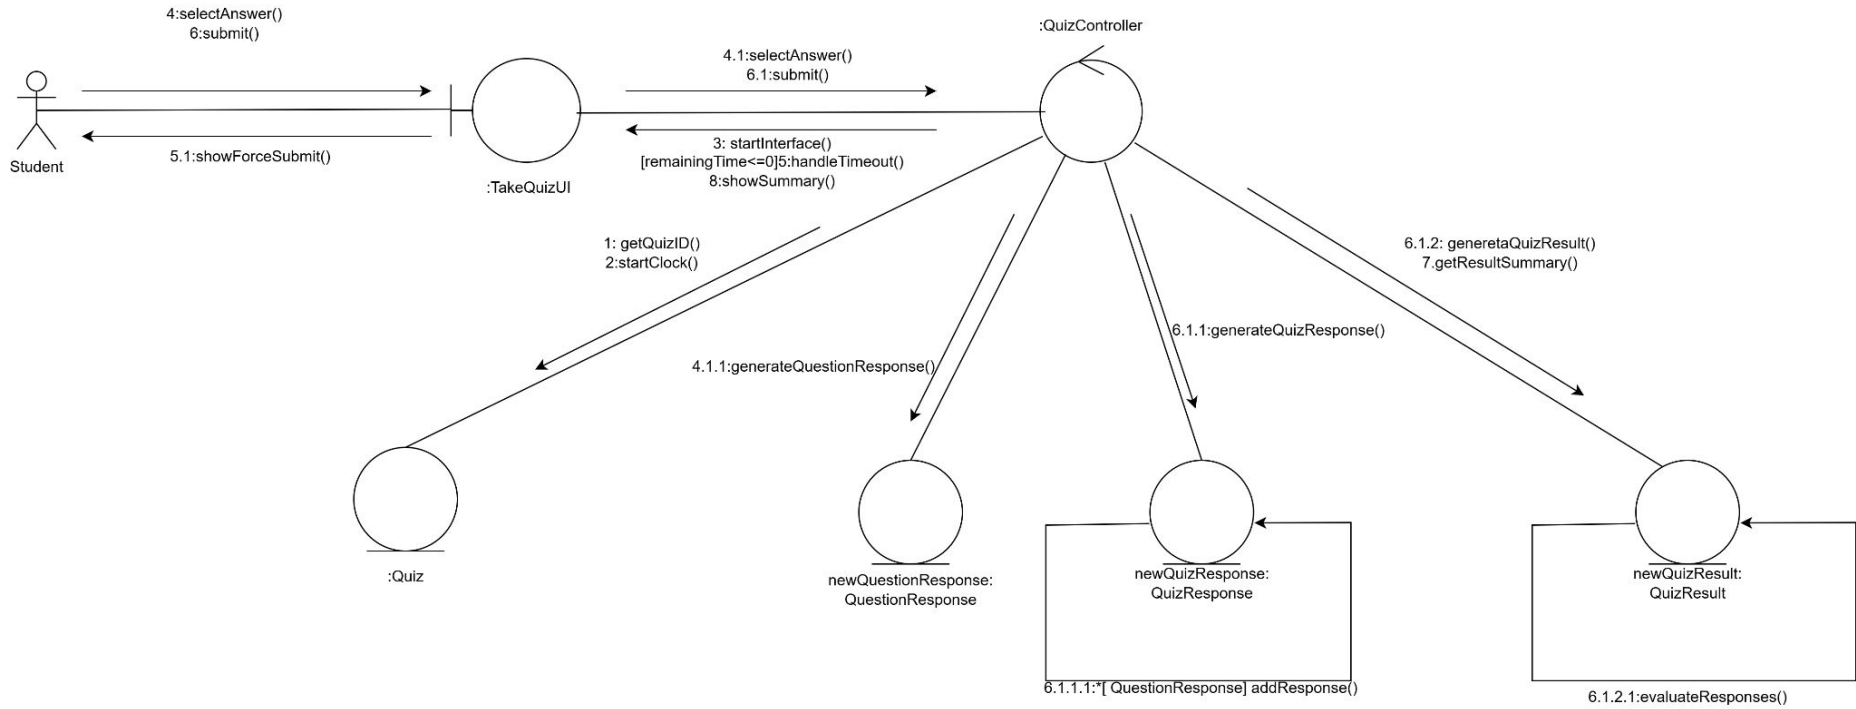 4:selectAnswer()
6:submit()
:QuizController
4.1:selectAnswer()
6.1:submit()
Student
5.1:showForceSubmit()
3: startInterface()
[remainingTime<=0]5:handleTimeout()
8:showSummary()
:TakeQuizUI
1: getQuizID()
2:startClock()
6.1.2: generetaQuizResult()
7.getResultSummary()
6.1.1:generateQuizResponse()
4.1.1:generateQuestionResponse()
:Quiz
newQuestionResponse:
QuestionResponse
newQuizResponse:
QuizResponse
newQuizResult:
QuizResult
6.1.1.1:*[ QuestionResponse] addResponse()
6.1.2.1:evaluateResponses()